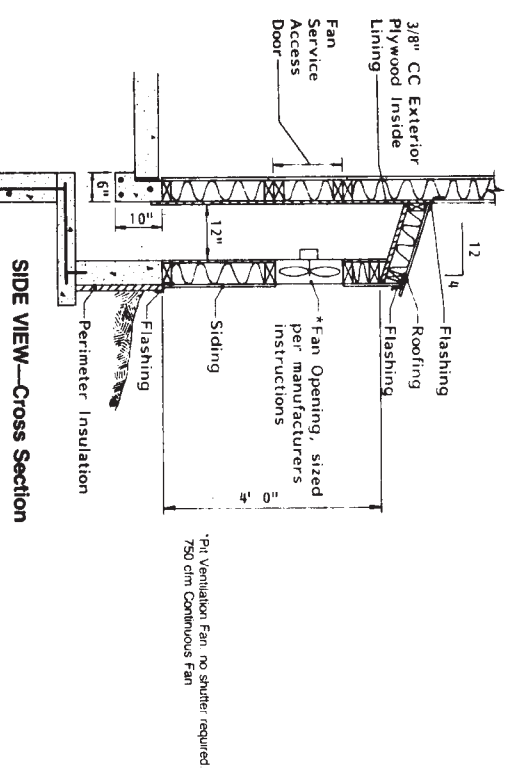 3/8" CC Exterior
Plywood Inside
Lining
Fan
Service
Access
Door
12
4
Flashing
Roofing
Flashing
*Fan Opening, sized
per manufacturers
instructions
12"
Siding
4' 0"
6"
10"
Flashing
Perimeter Insulation
SIDE VIEW—Cross Section
*Pit Ventilation Fan. no shutter required.
750 cfm Continuous Fan